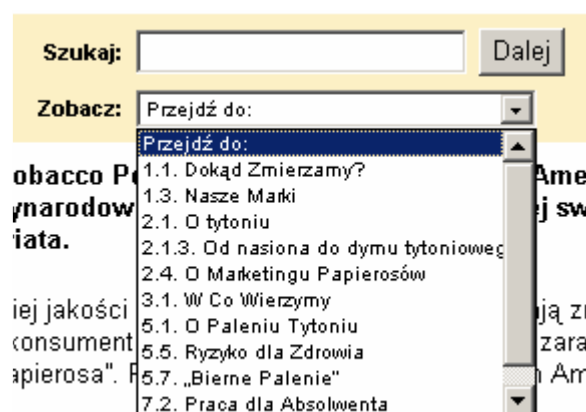 Szukaj:
Dalej
Zobacz: Przejdź do:
Przejdź do:
1.1. Dokąd Zmierzamy?
1.3. Nasze Marki
2.1. O tytoniu
2.1.3. Od nasiona do dymu tytonioweg
2.4. O Marketingu Papierosów
3.1. W Co Wierzymy
5.1. O Paleniu Tytoniu
5.5. Ryzyko dla Zdrowia
5.7. „Bierne Palenie"
7.2. Praca dla Absolwenta
obacco P
Ame
ynarodow
ej sw
iata.
iej jakości
ją z
konsument
zara
apierosa".
Am